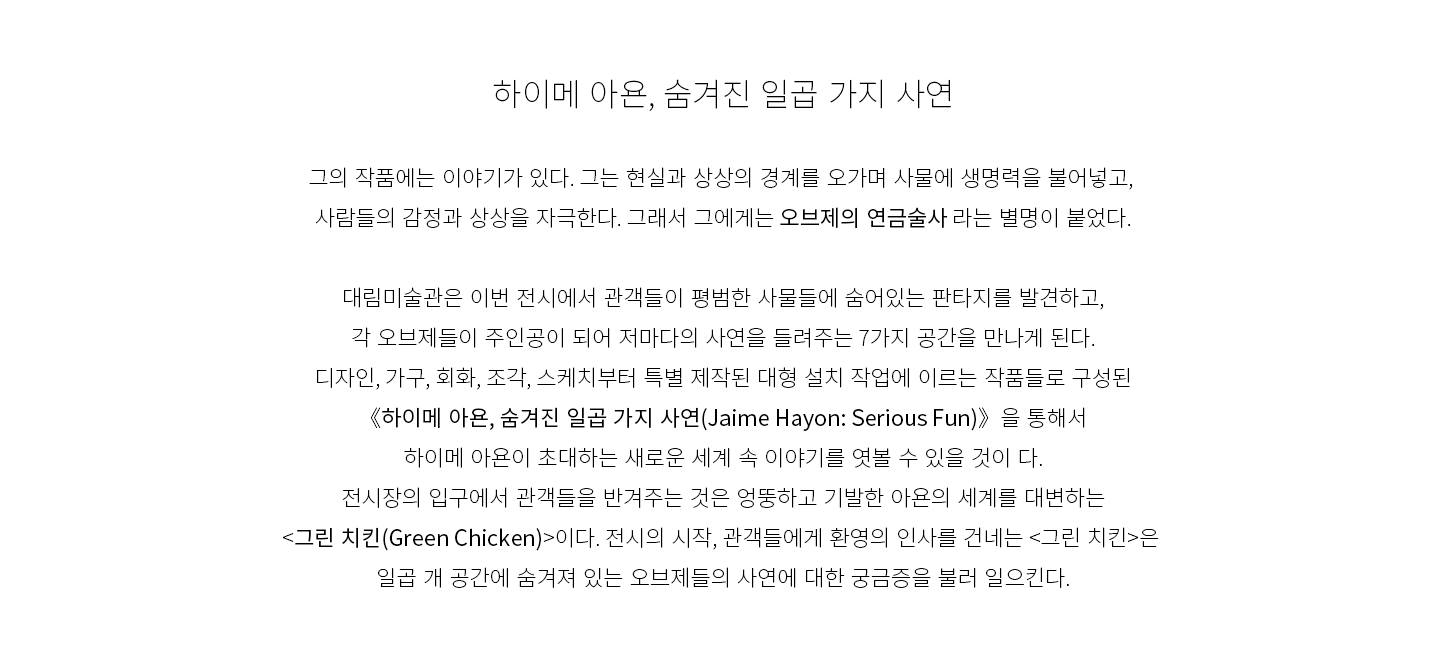 하이메 아욘, 숨겨진 일곱 가지 사연
그의 작품에는 이야기가 있다. 그는 현실과 상상의 경계를 오가며 사물에 생명력을 불어넣고,
사람들의 감정과 상상을 자극한다. 그래서 그에게는 오브제의 연금술사 라는 별명이 붙었다.
대림미술관은 이번 전시에서 관객들이 평범한 사물들에 숨어있는 판타지를 발견하고,
각 오브제들이 주인공이 되어 저마다의 사연을 들려주는 7가지 공간을 만나게 된다.
디자인, 가구, 회화, 조각, 스케치부터 특별 제작된 대형 설치 작업에 이르는 작품들로 구성된
《하이메 아욘, 숨겨진 일곱 가지 사연(Jaime Hayon: Serious Fun)》을 통해서
하이메 아욘이 초대하는 새로운 세계 속 이야기를 엿볼 수 있을 것이 다.
전시장의 입구에서 관객들을 반겨주는 것은 엉뚱하고 기발한 아욘의 세계를 대변하는
<그린 치킨(Green Chicken)>이다. 전시의 시작, 관객들에게 환영의 인사를 건네는 <그린 치킨>은
일곱 개 공간에 숨겨져 있는 오브제들의 사연에 대한 궁금증을 불러 일으킨다.